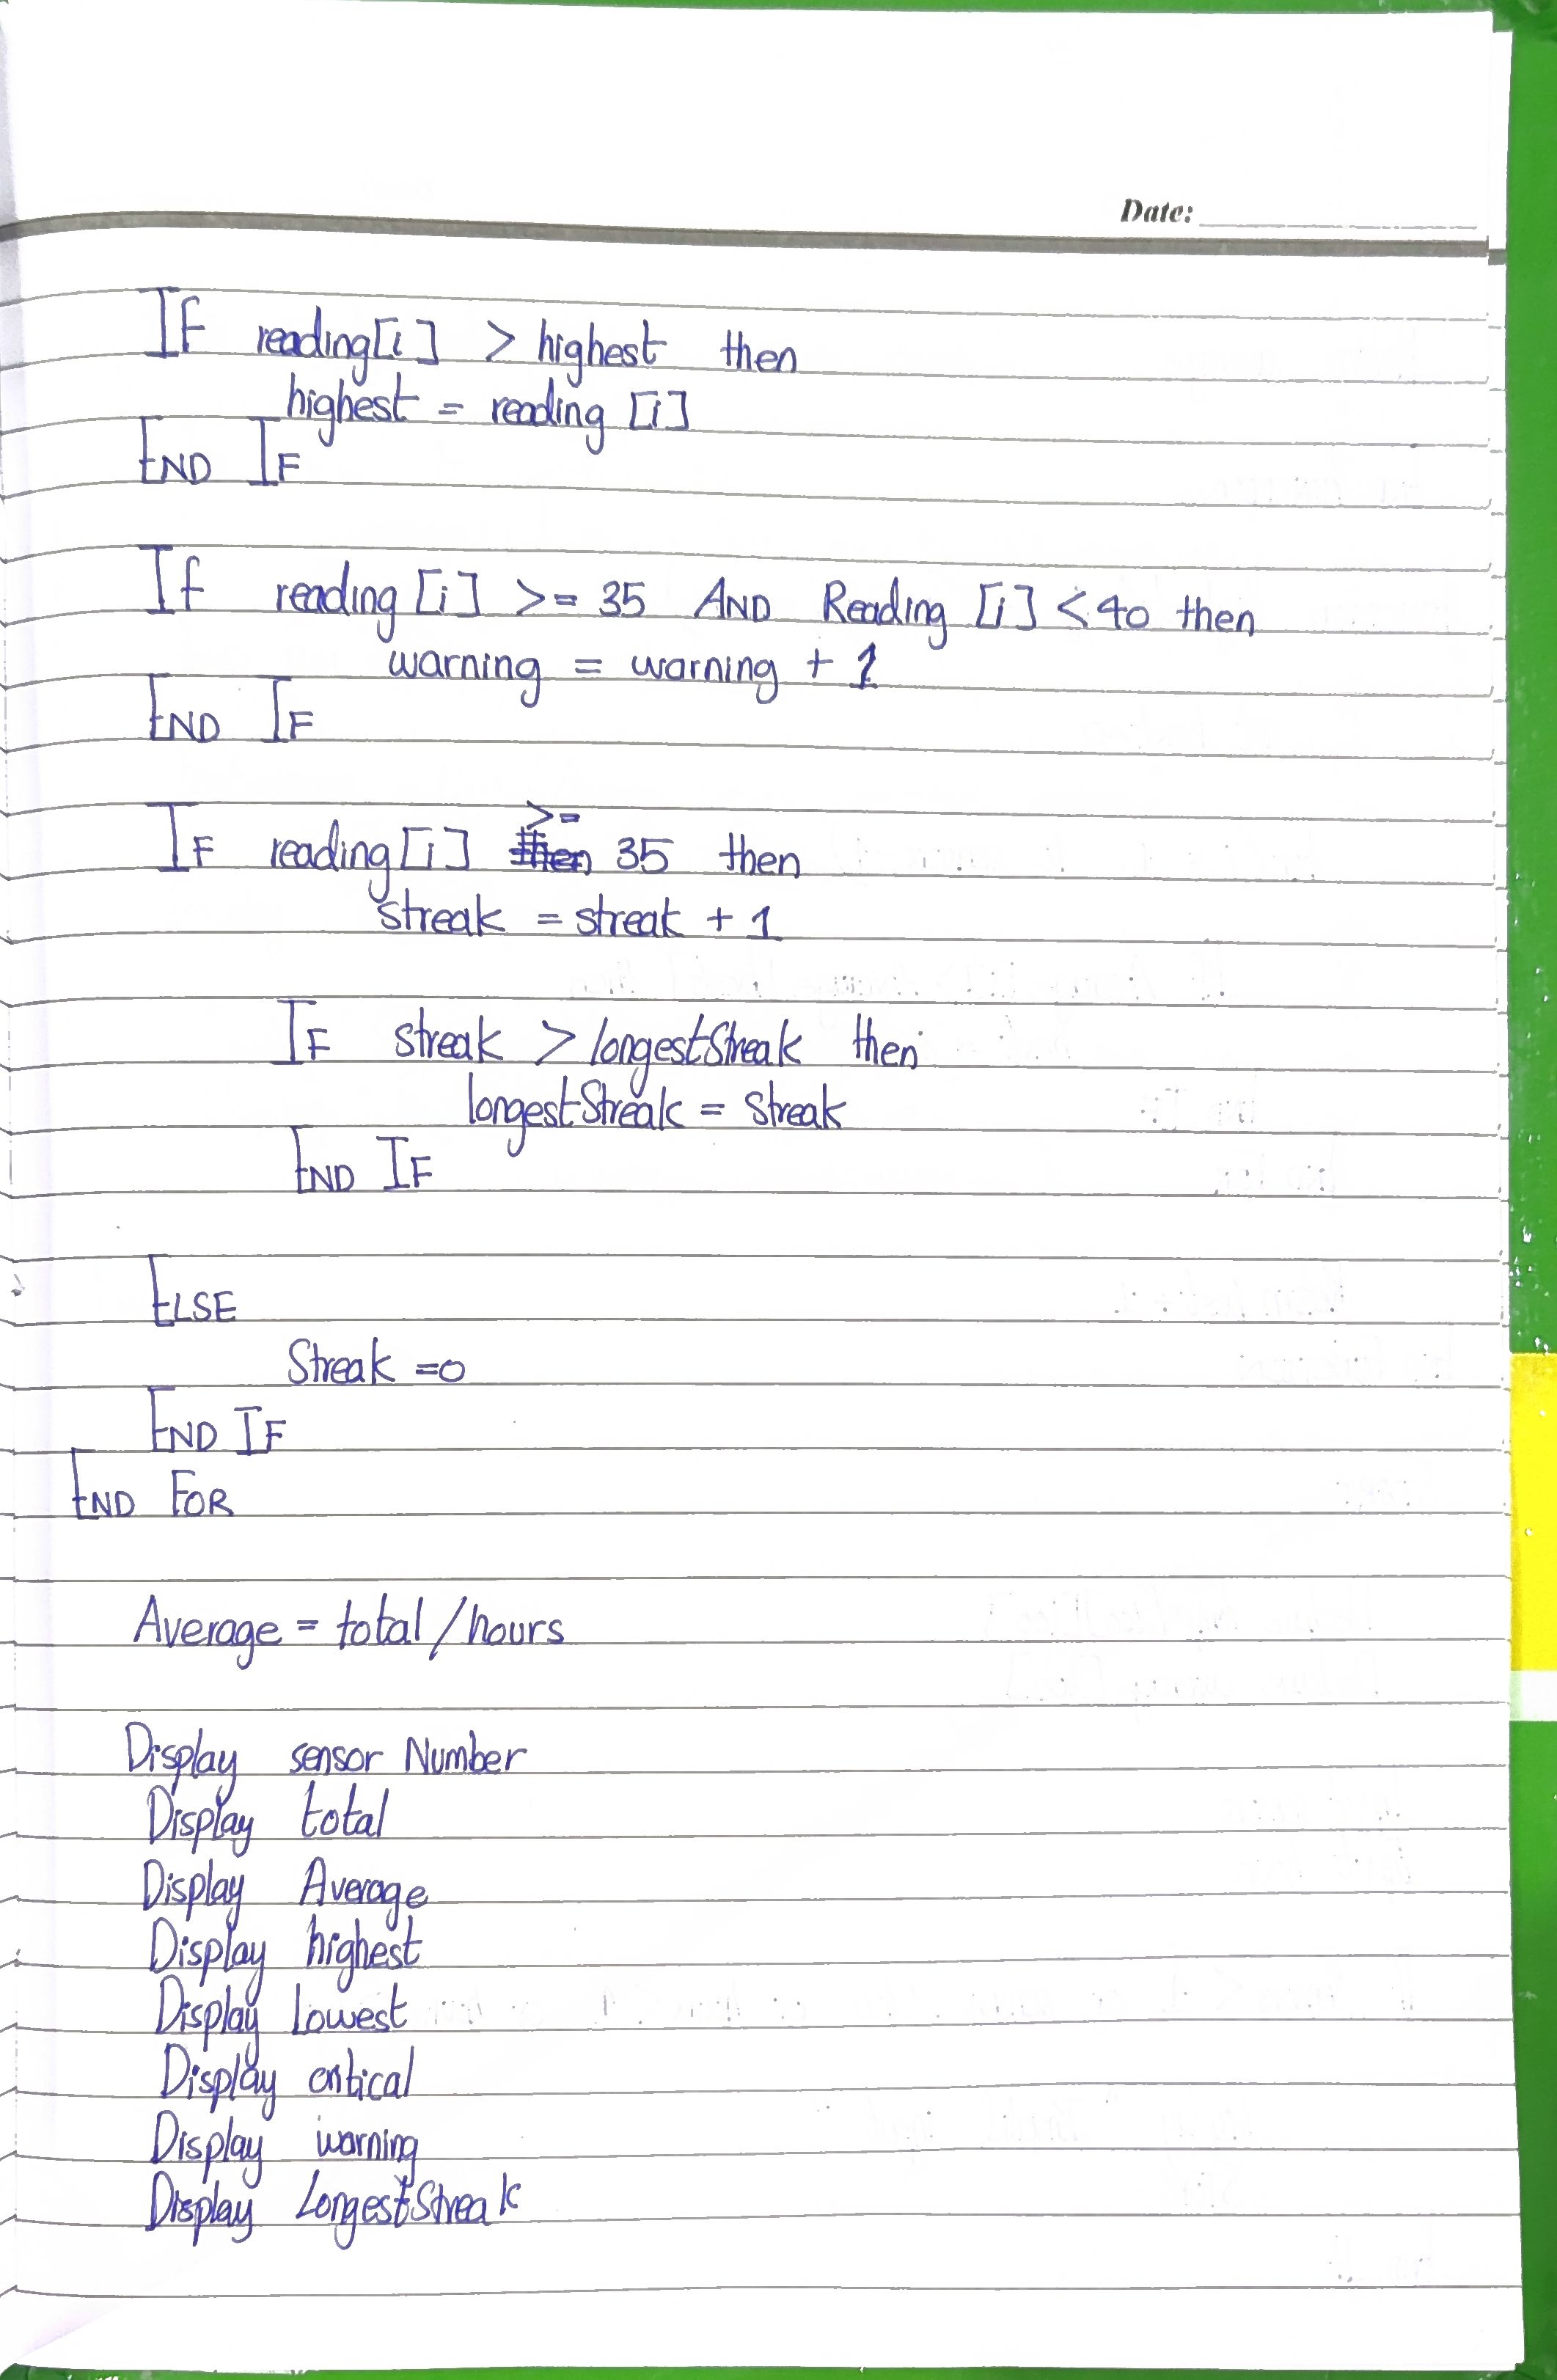 Date:
IF reading[i] > highest then
highest = reading [i]
END IF
If reading [i] >= 35 AND Reading [i] < 40 then
warning = warning + 1
END IF
IF reading[i] >= 35 then
streak = streak + 1
IF streak > longestStreak then
longestStreak = streak
END IF
ELSE
Streak =0
END IF
END FOR
Average = total / hours
Display sensor Number
Display total
Display Average
Display highest
Display Lowest
Display critical
Display warning
Display LongestStreak